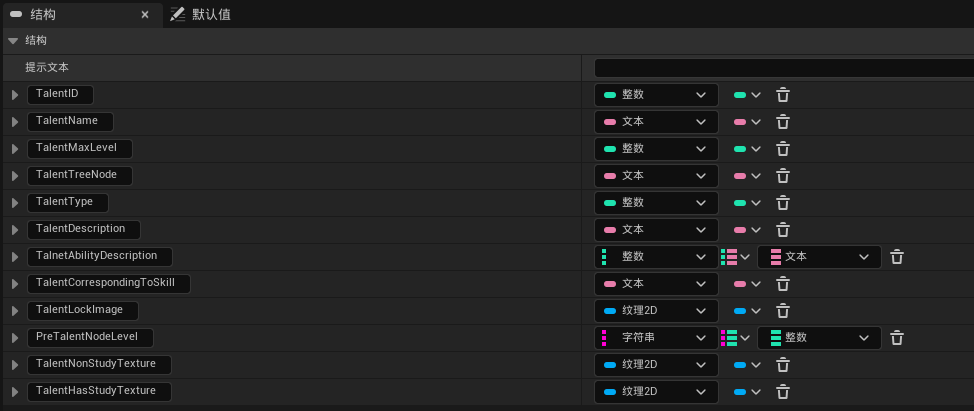 结构 × 默认值
结构
提示文本
TalentID 整数
TalentName 文本
TalentMaxLevel 整数
TalentTreeNode 文本
TalentType 整数
TalentDescription 文本
TalnetAbilityDescription 整数 文本
TalentCorrespondingToSkill 文本
TalentLockImage 纹理2D
PreTalentNodeLevel 字符串 整数
TalentNonStudyTexture 纹理2D
TalentHasStudyTexture 纹理2D